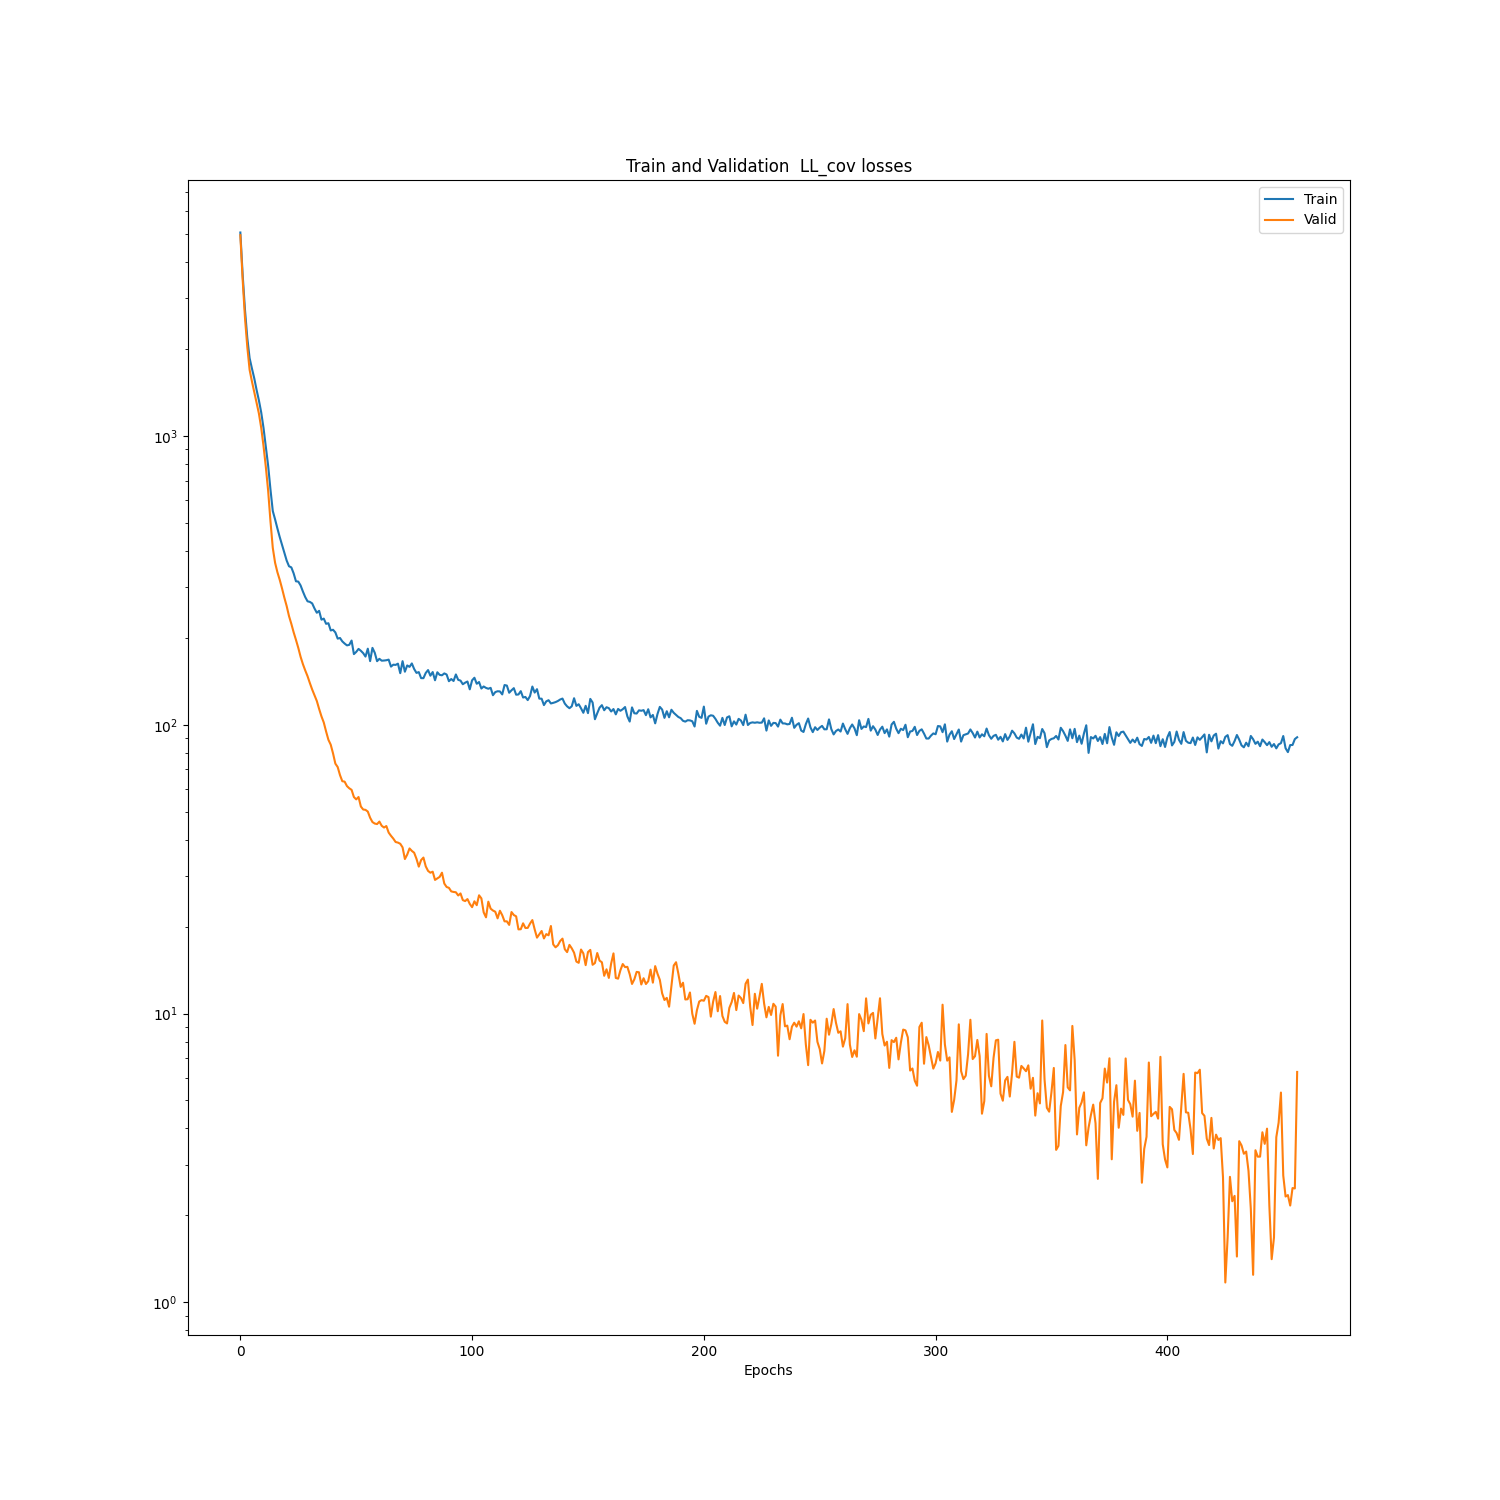 Train and Validation  LL_cov losses
Train
Valid
10³
10²
10¹
10⁰
0 100 200 300 400
Epochs